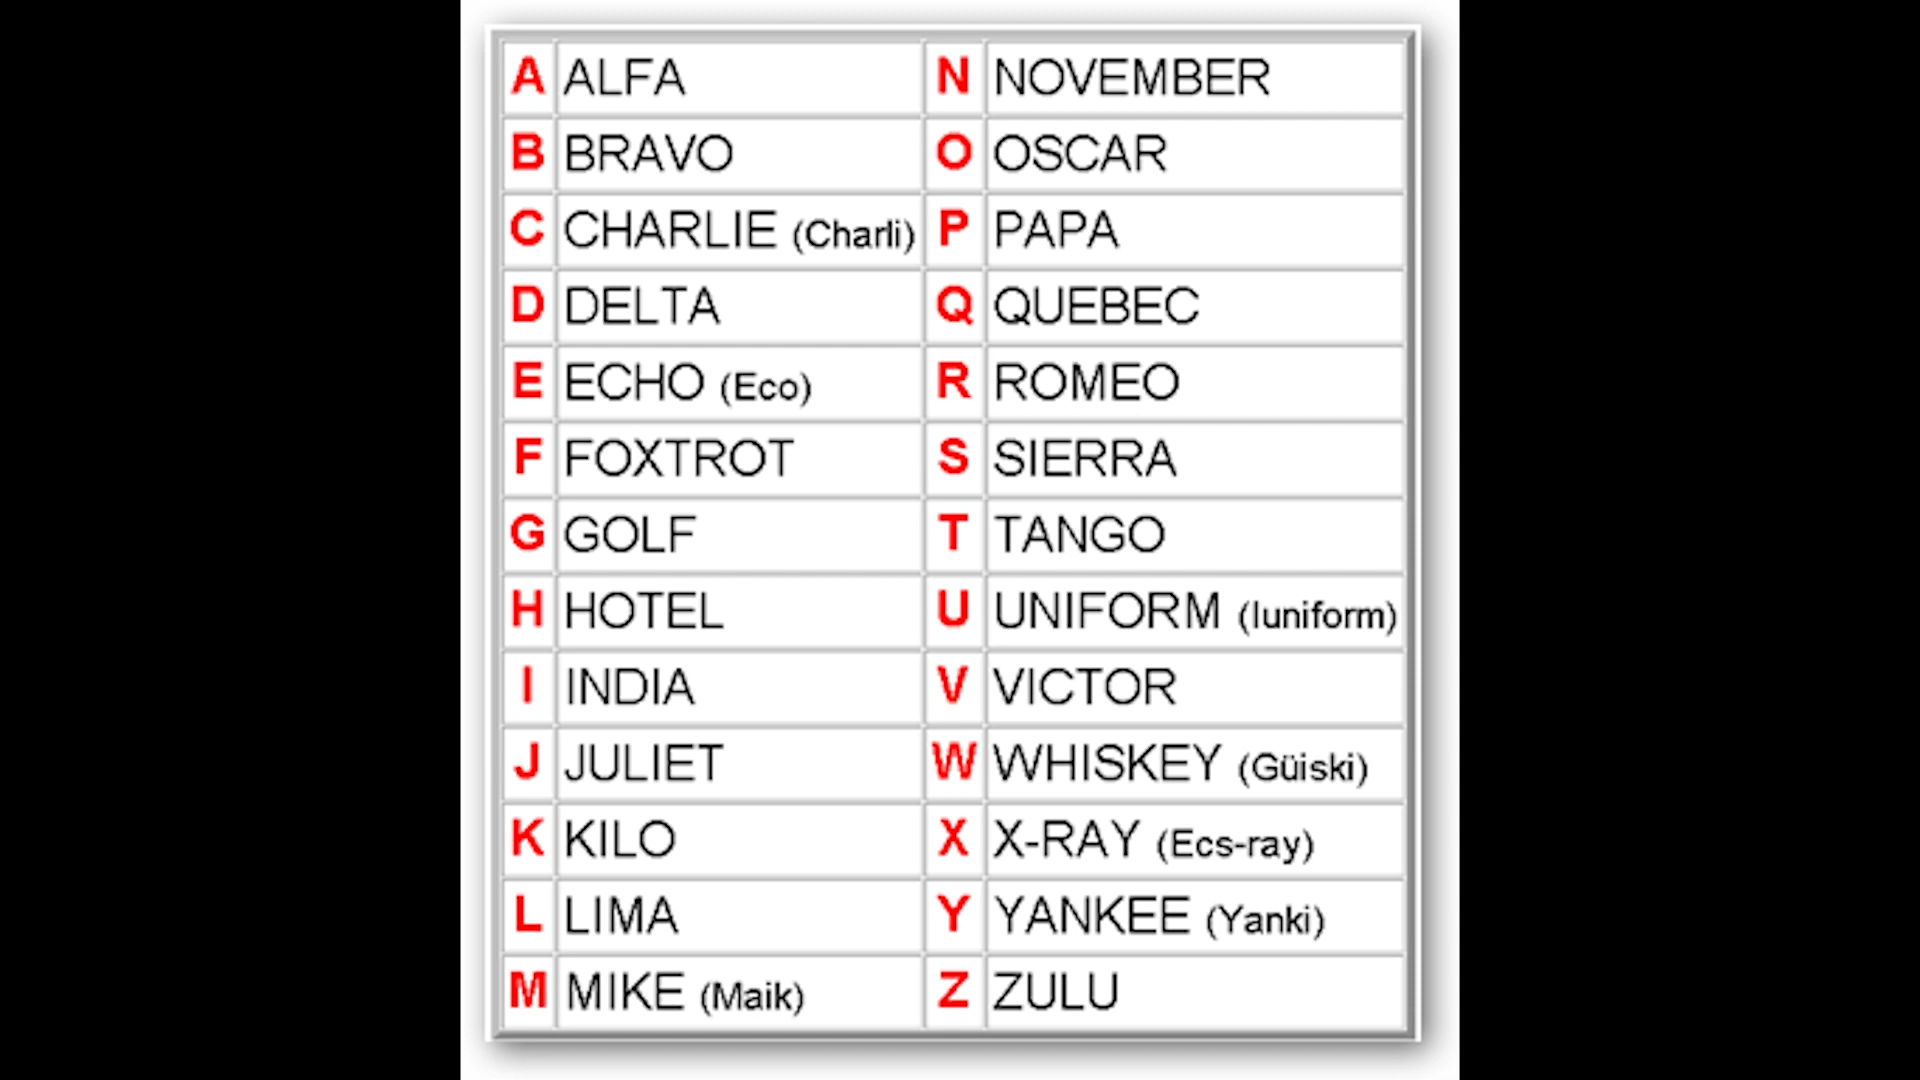 A ALFA N NOVEMBER
B BRAVO O OSCAR
C CHARLIE (Charli) P PAPA
D DELTA Q QUEBEC
E ECHO (Eco) R ROMEO
F FOXTROT S SIERRA
G GOLF T TANGO
H HOTEL U UNIFORM (Iuniform)
I INDIA V VICTOR
J JULIET W WHISKEY (Güiski)
K KILO X X-RAY (Ecs-ray)
L LIMA Y YANKEE (Yanki)
M MIKE (Maik) Z ZULU